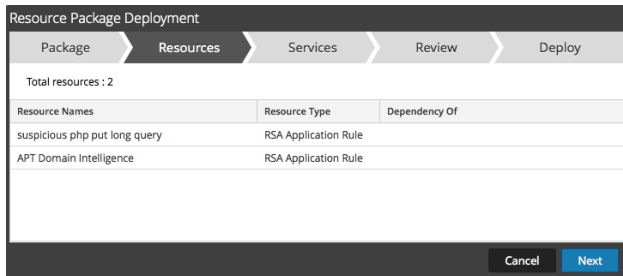 Resource Package Deployment
Package Resources Services Review Deploy
Total resources : 2
Resource Names Resource Type Dependency Of
suspicious php put long query RSA Application Rule
APT Domain Intelligence RSA Application Rule
Cancel Next